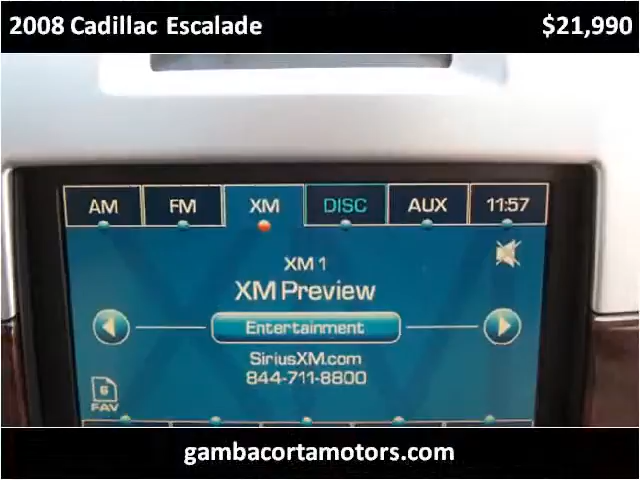 2008 Cadillac Escalade $21,990
AM FM XM DISC AUX 11:57
XM 1
XM Preview
Entertainment
SiriusXM.com
844-711-8800
6
FAV
gambacortamotors.com